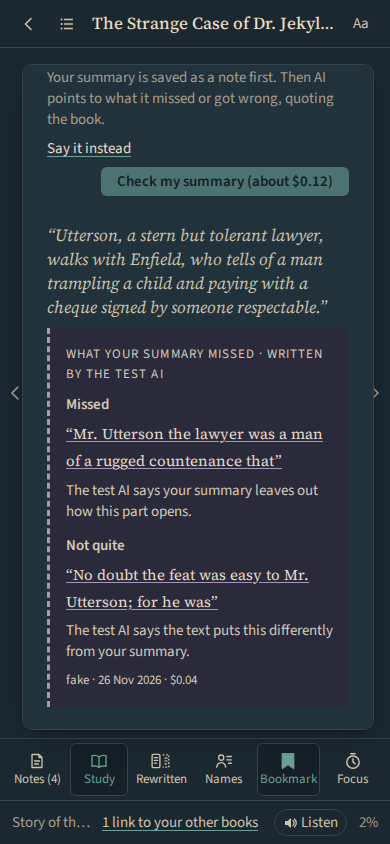 The Strange Case of Dr. Jekyl... Aa
Your summary is saved as a note first. Then AI
points to what it missed or got wrong, quoting
the book.
Say it instead
Check my summary (about $0.12)
“Utterson, a stern but tolerant lawyer,
walks with Enfield, who tells of a man
trampling a child and paying with a
cheque signed by someone respectable.”
WHAT YOUR SUMMARY MISSED · WRITTEN
BY THE TEST AI
Missed
“Mr. Utterson the lawyer was a man
of a rugged countenance that”
The test AI says your summary leaves out
how this part opens.
Not quite
“No doubt the feat was easy to Mr.
Utterson; for he was”
The test AI says the text puts this differently
from your summary.
fake · 26 Nov 2026 · $0.04
Notes (4) Study Rewritten Names Bookmark Focus
Story of th... 1 link to your other books Listen 2%